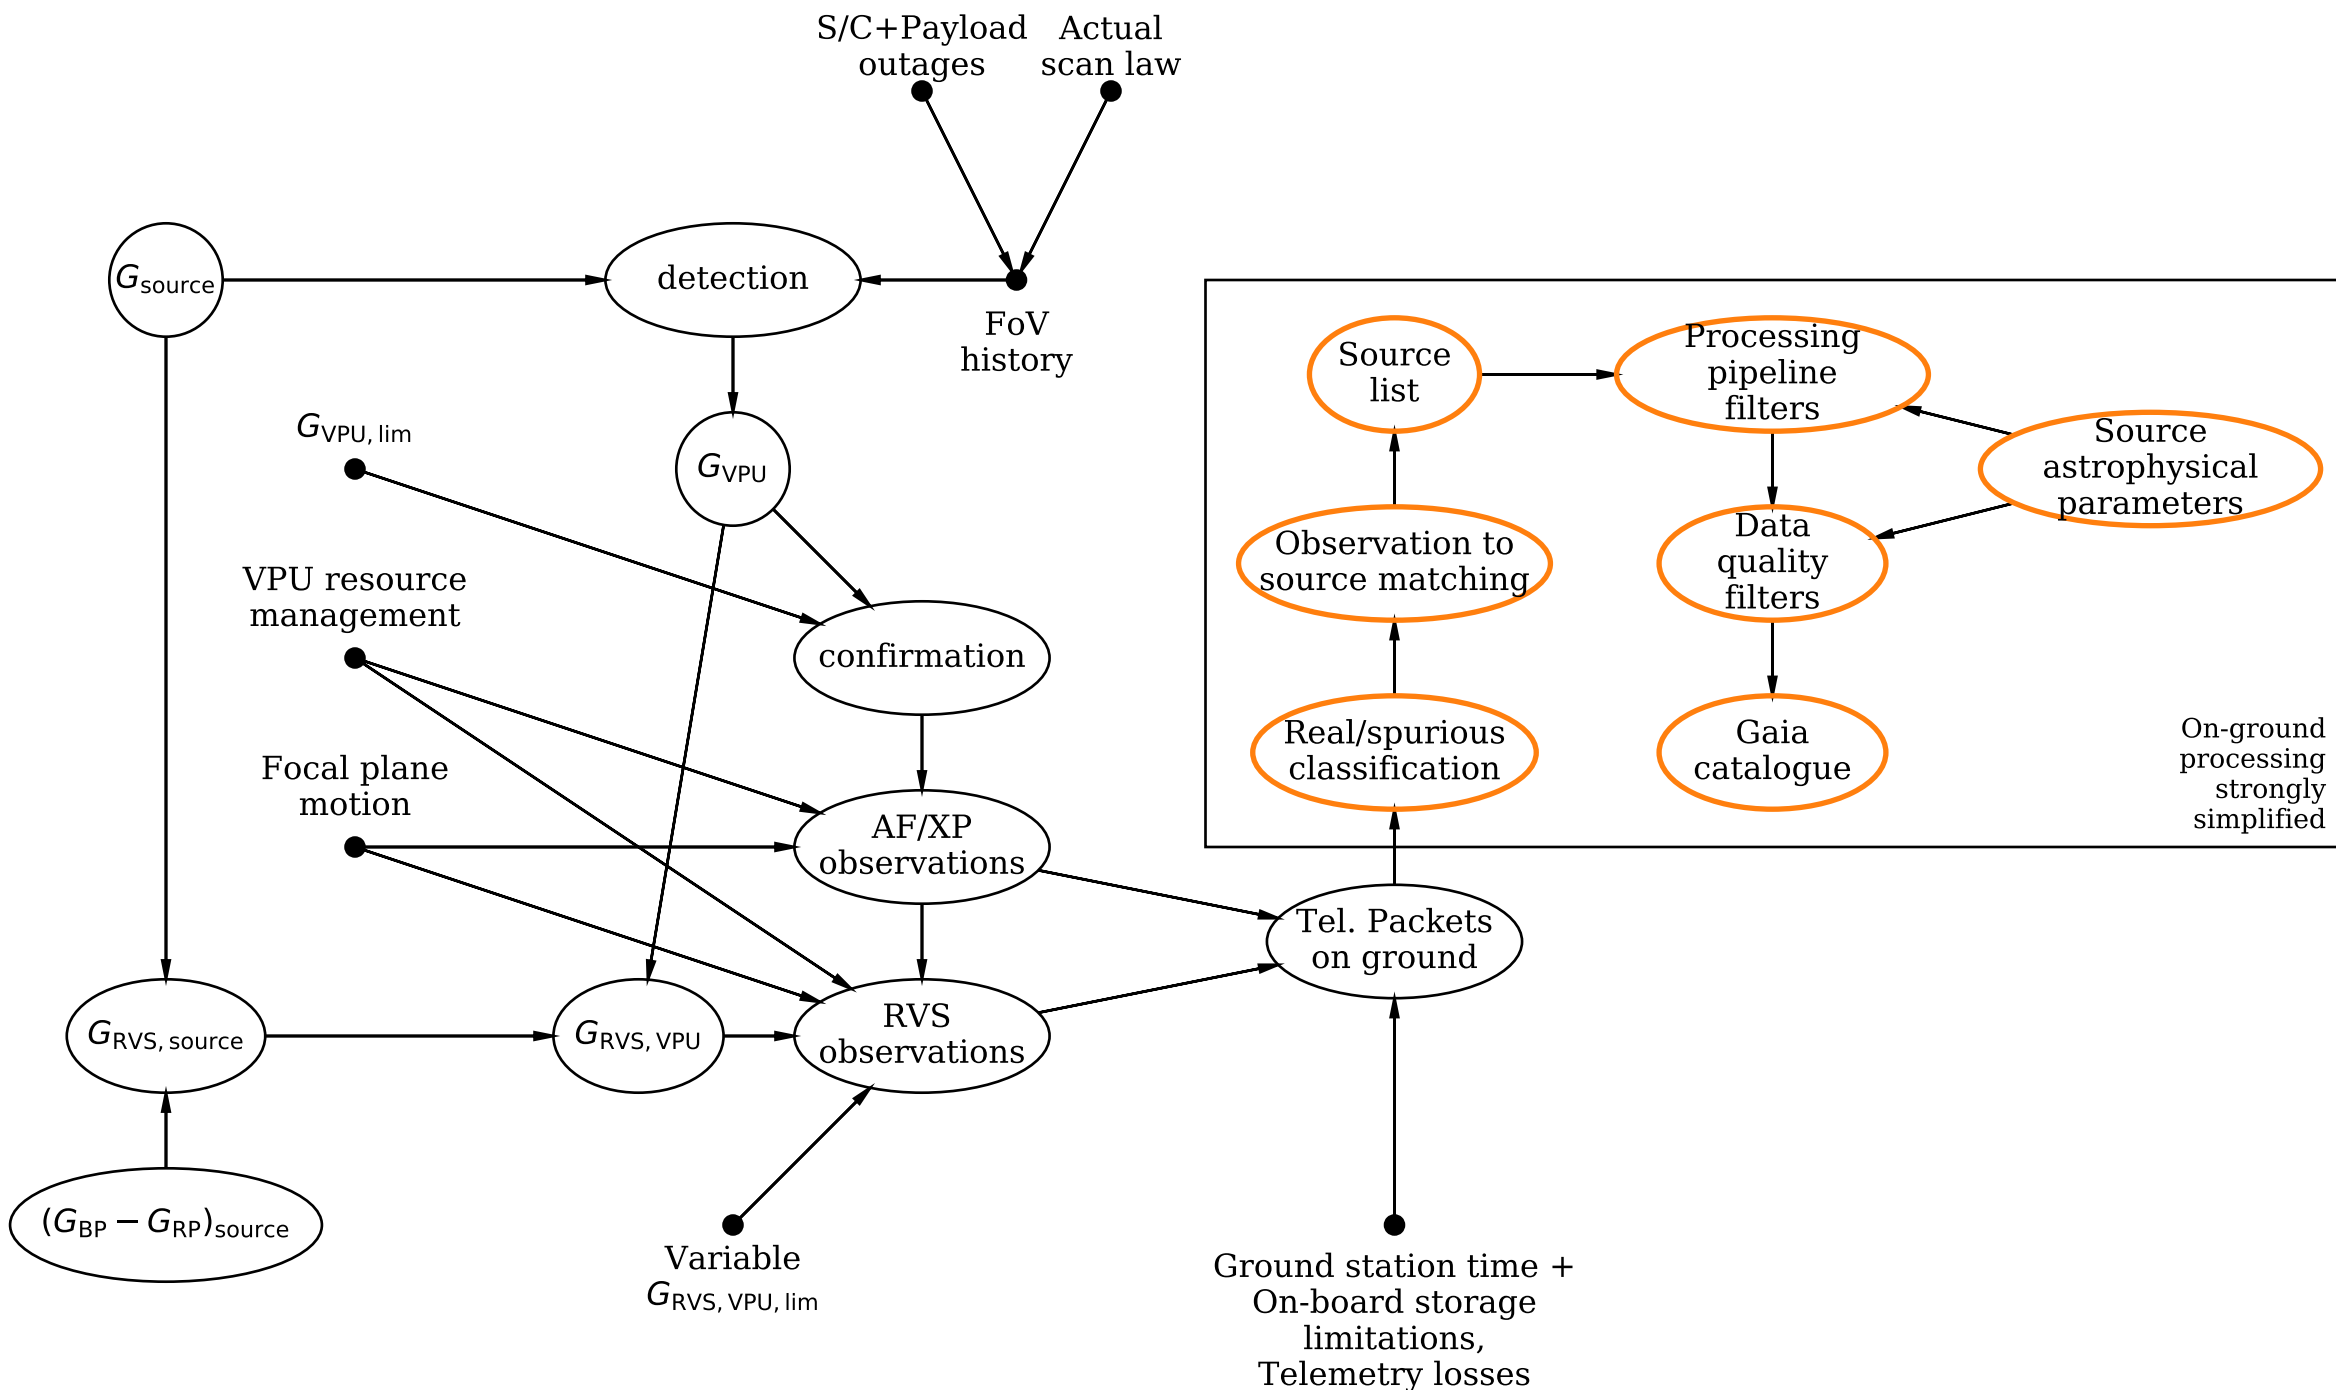 S/C+Payload
outages
Actual
scan law
G_source
detection
FoV
history
G_VPU, lim
G_VPU
VPU resource
management
confirmation
Focal plane
motion
AF/XP
observations
G_RVS, source
G_RVS, VPU
RVS
observations
(G_BP − G_RP)_source
Variable
G_RVS, VPU, lim
Source
list
Processing
pipeline
filters
Source
astrophysical
parameters
Observation to
source matching
Data
quality
filters
Real/spurious
classification
Gaia
catalogue
On-ground
processing
strongly
simplified
Tel. Packets
on ground
Ground station time +
On-board storage
limitations,
Telemetry losses